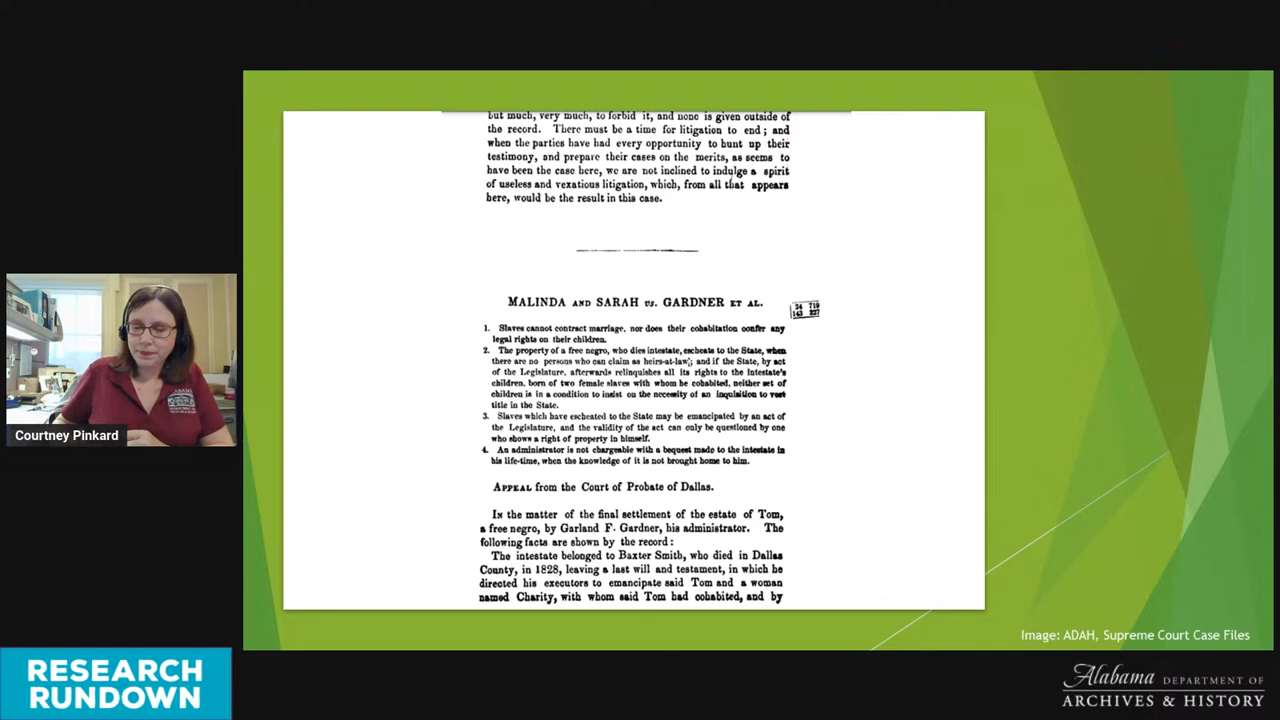 but much, very much, to forbid it, and none is given outside of
the record. There must be a time for litigation to end; and
when the parties have had every opportunity to hunt up their
testimony, and prepare their cases on the merits, as seems to
have been the case here, we are not inclined to indulge a spirit
of useless and vexatious litigation, which, from all that appears
here, would be the result in this case.
MALINDA AND SARAH vs. GARDNER ET AL.
24 719
143 327
1. Slaves cannot contract marriage, nor does their cohabitation confer any
legal rights on their children.
2. The property of a free negro, who dies intestate, escheats to the State, when
there are no persons who can claim as heirs-at-law; and if the State, by act
of the Legislature, afterwards relinquishes all its rights to the intestate's
children, born of two female slaves with whom he cohabited, neither set of
children is in a condition to insist on the necessity of an inquisition to vest
title in the State.
3. Slaves which have escheated to the State may be emancipated by an act of
the Legislature, and the validity of the act can only be questioned by one
who shows a right of property in himself.
4. An administrator is not chargeable with a bequest made to the intestate in
his life-time, when the knowledge of it is not brought home to him.
APPEAL from the Court of Probate of Dallas.
IN the matter of the final settlement of the estate of Tom,
a free negro, by Garland F. Gardner, his administrator. The
following facts are shown by the record:
The intestate belonged to Baxter Smith, who died in Dallas
County, in 1828, leaving a last will and testament, in which he
directed his executors to emancipate said Tom and a woman
named Charity, with whom said Tom had cohabited, and by
Image: ADAH, Supreme Court Case Files
Courtney Pinkard
RESEARCH
RUNDOWN
Alabama DEPARTMENT OF
ARCHIVES & HISTORY